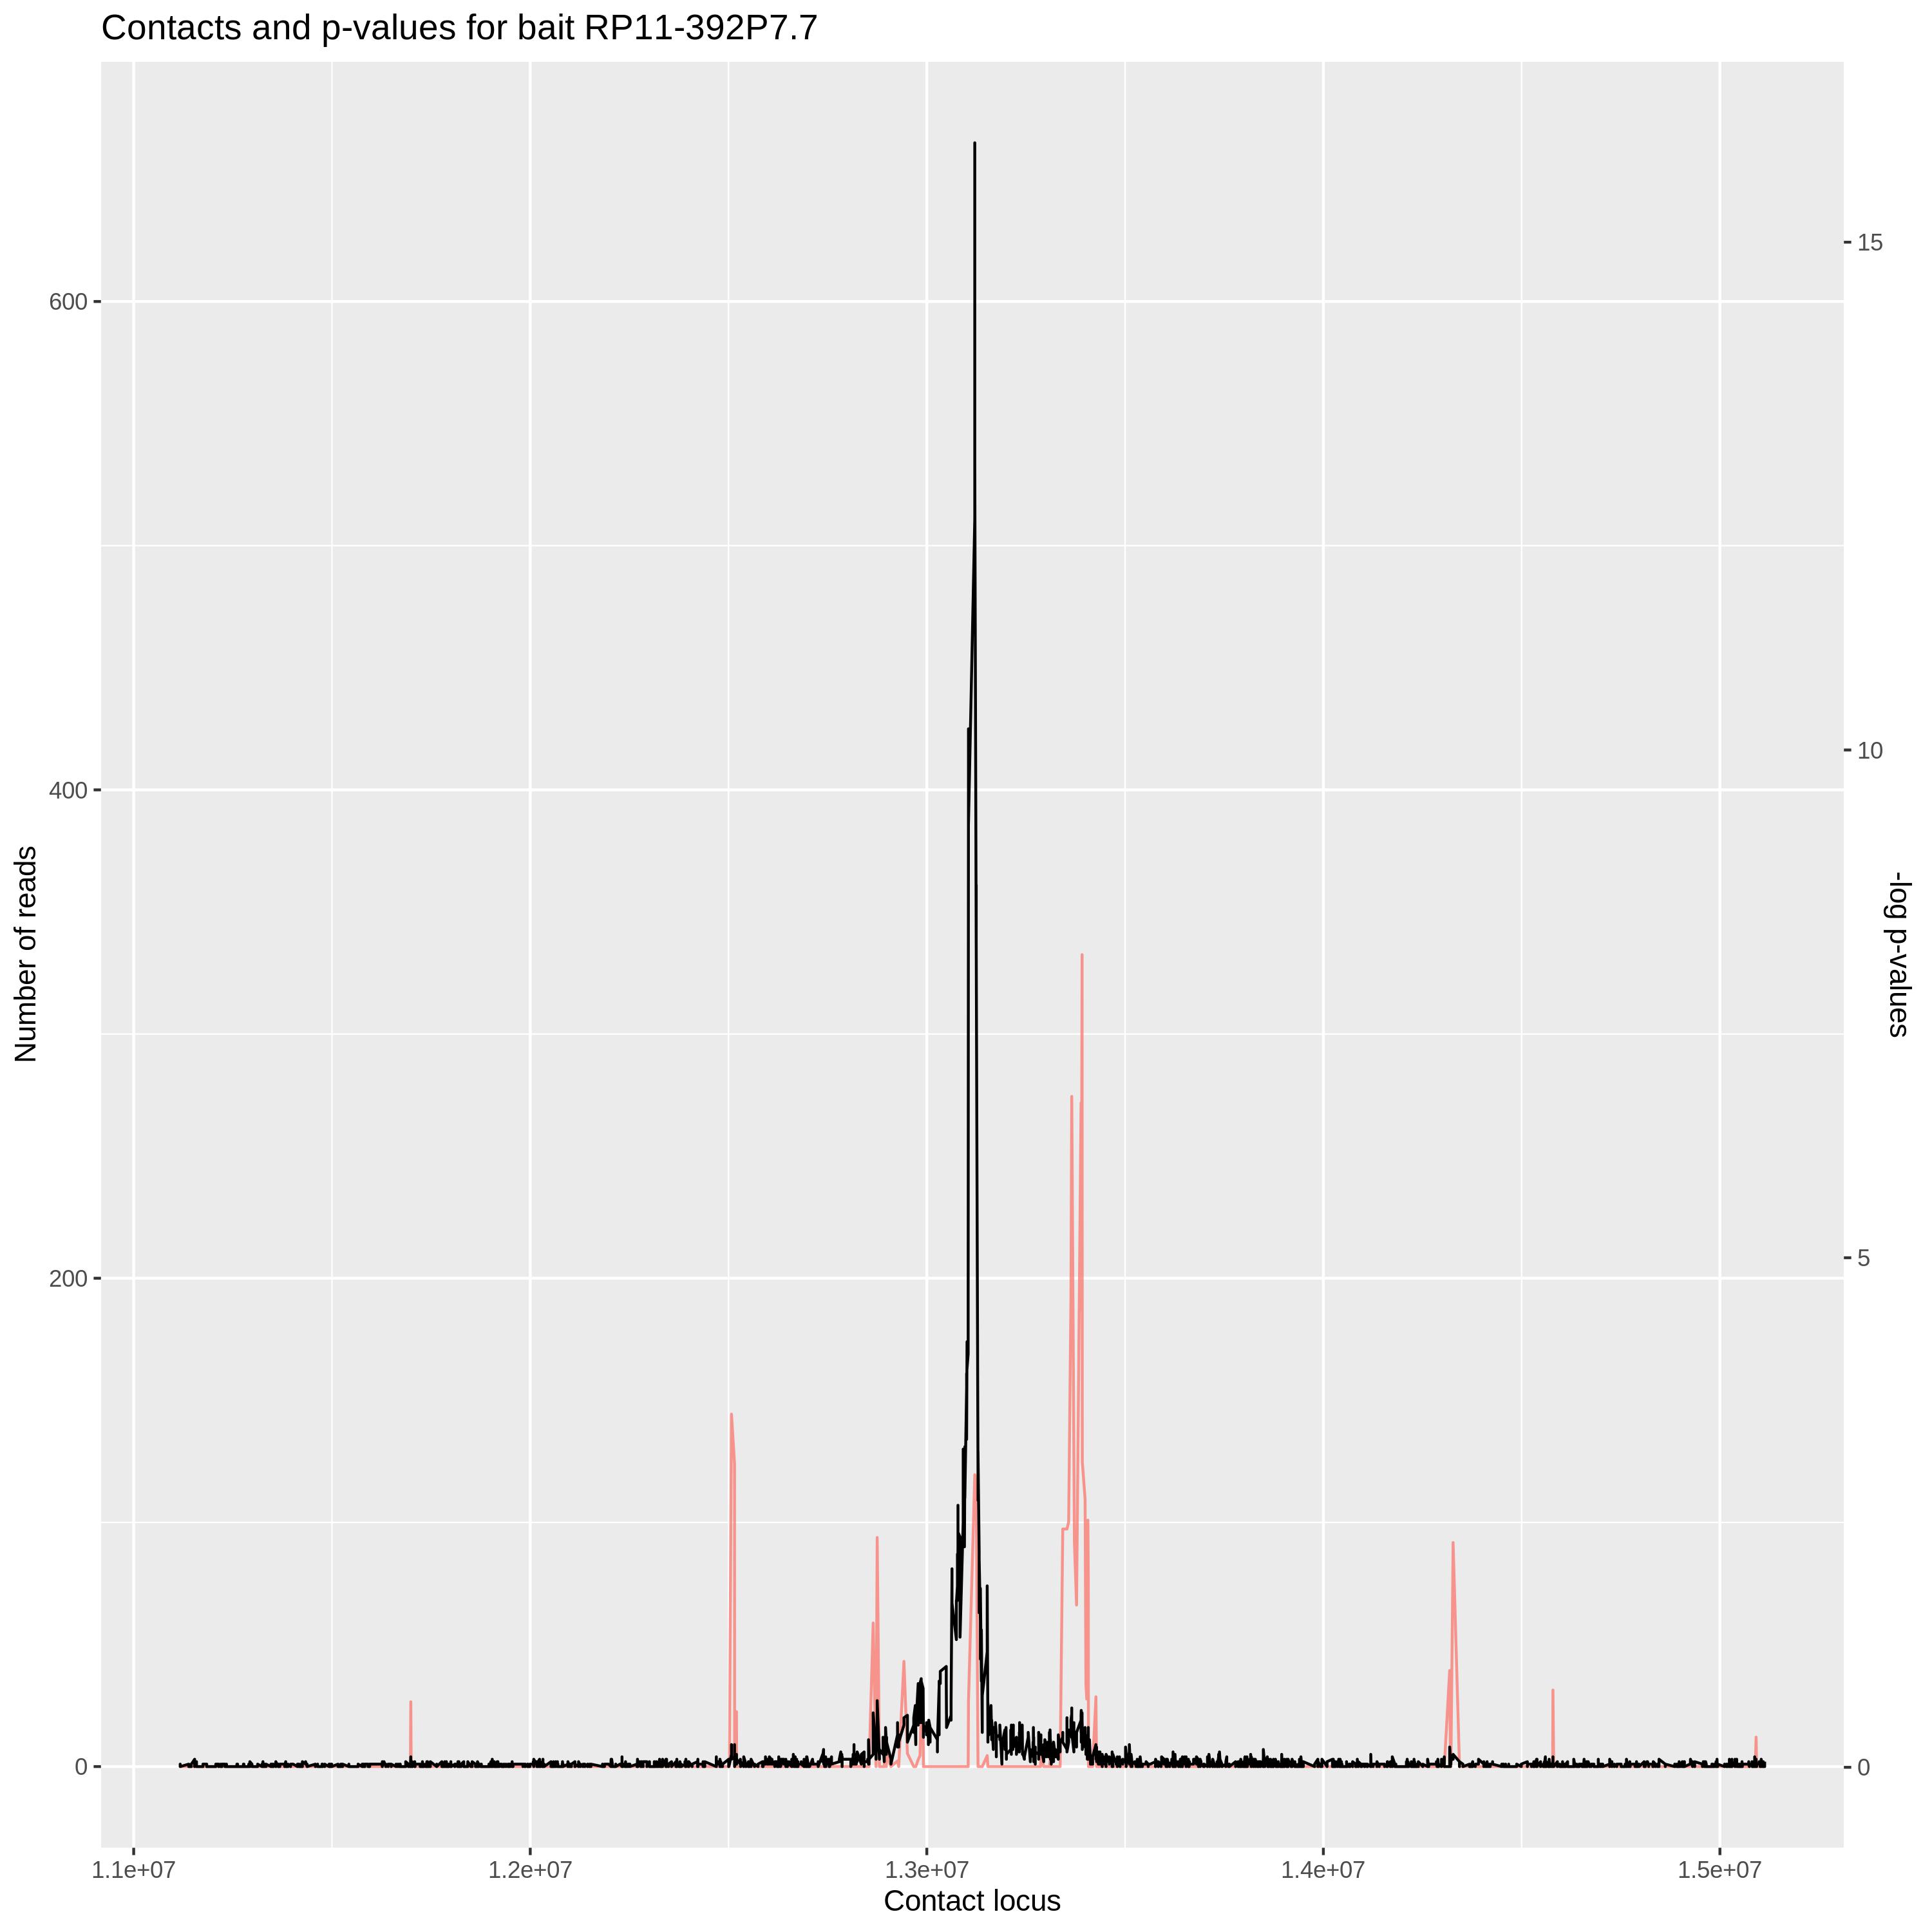 Contacts and p-values for bait RP11-392P7.7
600
400
200
0
Number of reads
15
10
5
0
-log p-values
1.1e+07
1.2e+07
1.3e+07
1.4e+07
1.5e+07
Contact locus